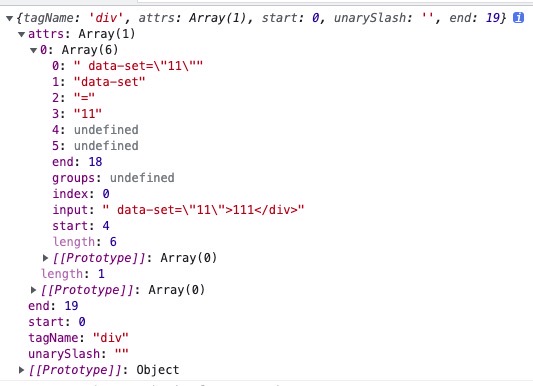 ▼{tagName: 'div', attrs: Array(1), start: 0, unarySlash: '', end: 19} i
▼attrs: Array(1)
▼0: Array(6)
0: " data-set=\"11\""
1: "data-set"
2: "="
3: "11"
4: undefined
5: undefined
end: 18
groups: undefined
index: 0
input: " data-set=\"11\">111</div>"
start: 4
length: 6
▶[[Prototype]]: Array(0)
length: 1
▶[[Prototype]]: Array(0)
end: 19
start: 0
tagName: "div"
unarySlash: ""
▶[[Prototype]]: Object